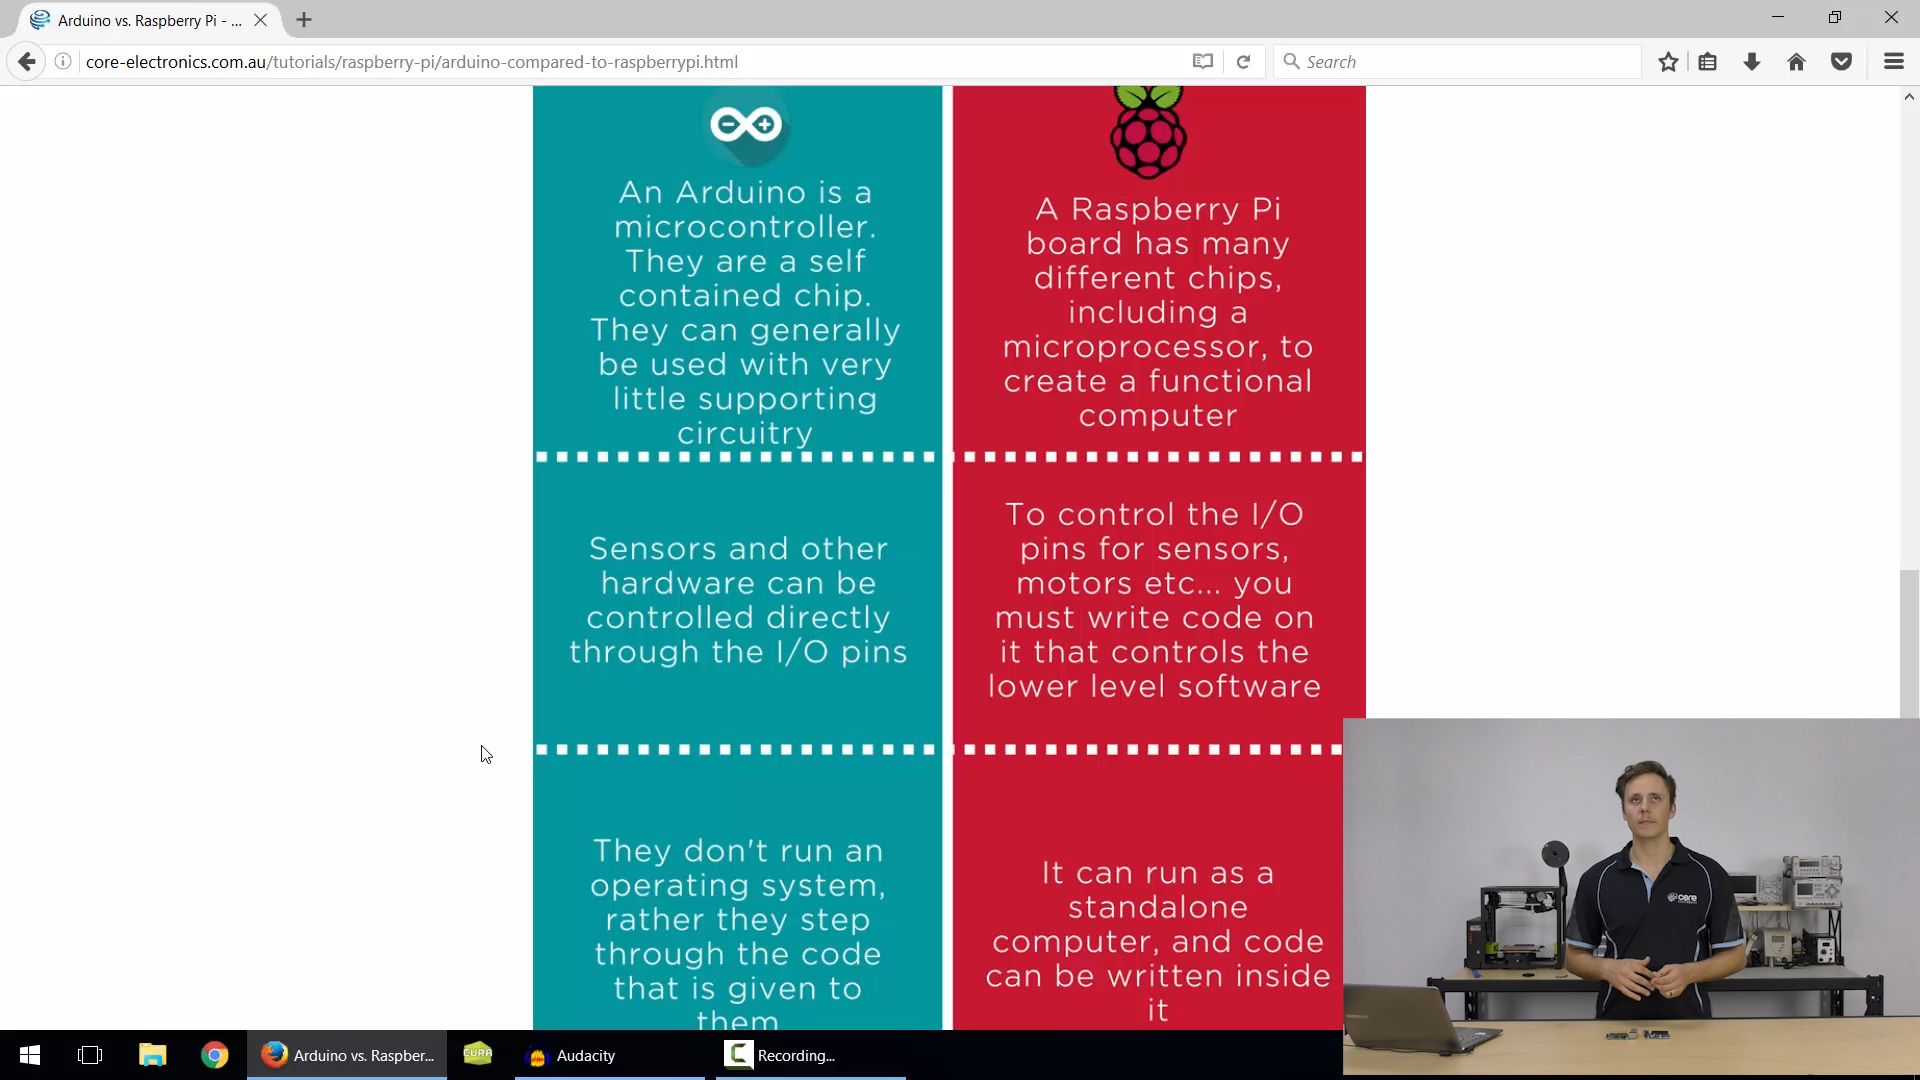 Arduino vs. Raspberry Pi - ...
core-electronics.com.au/tutorials/raspberry-pi/arduino-compared-to-raspberrypi.html
Search
An Arduino is a
microcontroller.
They are a self
contained chip.
They can generally
be used with very
little supporting
circuitry
A Raspberry Pi
board has many
different chips,
including a
microprocessor, to
create a functional
computer
Sensors and other
hardware can be
controlled directly
through the I/O pins
To control the I/O
pins for sensors,
motors etc... you
must write code on
it that controls the
lower level software
They don't run an
operating system,
rather they step
through the code
that is given to
them
It can run as a
standalone
computer, and code
can be written inside
it
core
Arduino vs. Raspber...
CURA
Audacity
Recording...